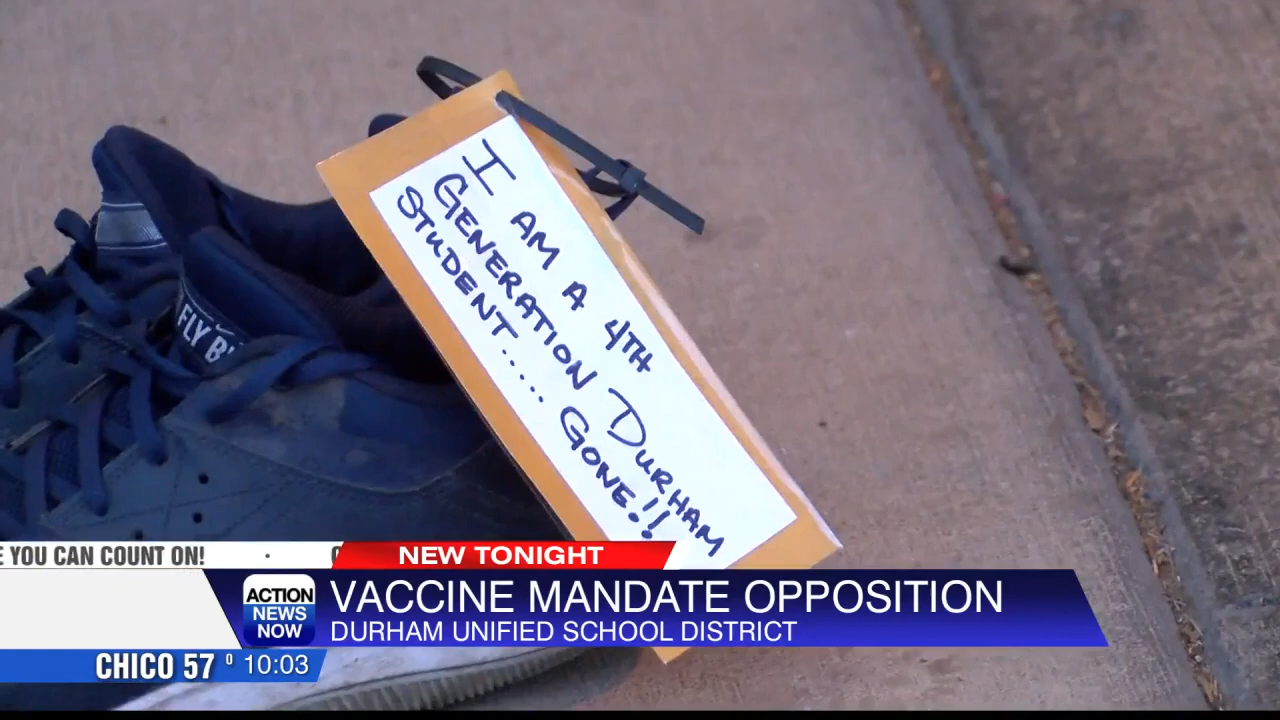 I AM A 4TH
GENERATION DURHAM
STUDENT..... GONE!!
FLY B
E YOU CAN COUNT ON!
NEW TONIGHT
ACTION
NEWS
NOW
VACCINE MANDATE OPPOSITION
DURHAM UNIFIED SCHOOL DISTRICT
CHICO 57° 10:03